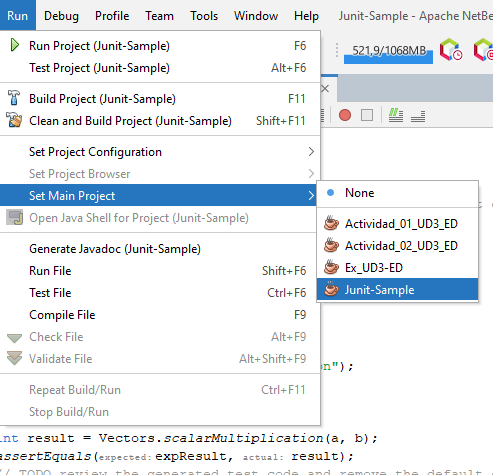 Run Debug Profile Team Tools Window Help Junit-Sample - Apache NetBe
Run Project (Junit-Sample) F6
Test Project (Junit-Sample) Alt+F6
521,9/1068MB
Build Project (Junit-Sample) F11
Clean and Build Project (Junit-Sample) Shift+F11
Set Project Configuration
Set Project Browser
Set Main Project
Open Java Shell for Project (Junit-Sample)
None
Actividad_01_UD3_ED
Actividad_02_UD3_ED
Ex_UD3-ED
Junit-Sample
Generate Javadoc (Junit-Sample)
Run File Shift+F6
Test File Ctrl+F6
Compile File F9
Check File Alt+F9
Validate File Alt+Shift+F9
Repeat Build/Run Ctrl+F11
Stop Build/Run
on");
int result = Vectors.scalarMultiplication(a, b);
assertEquals(expected: expResult, actual: result);
// TODO review the generated test code and remove the default